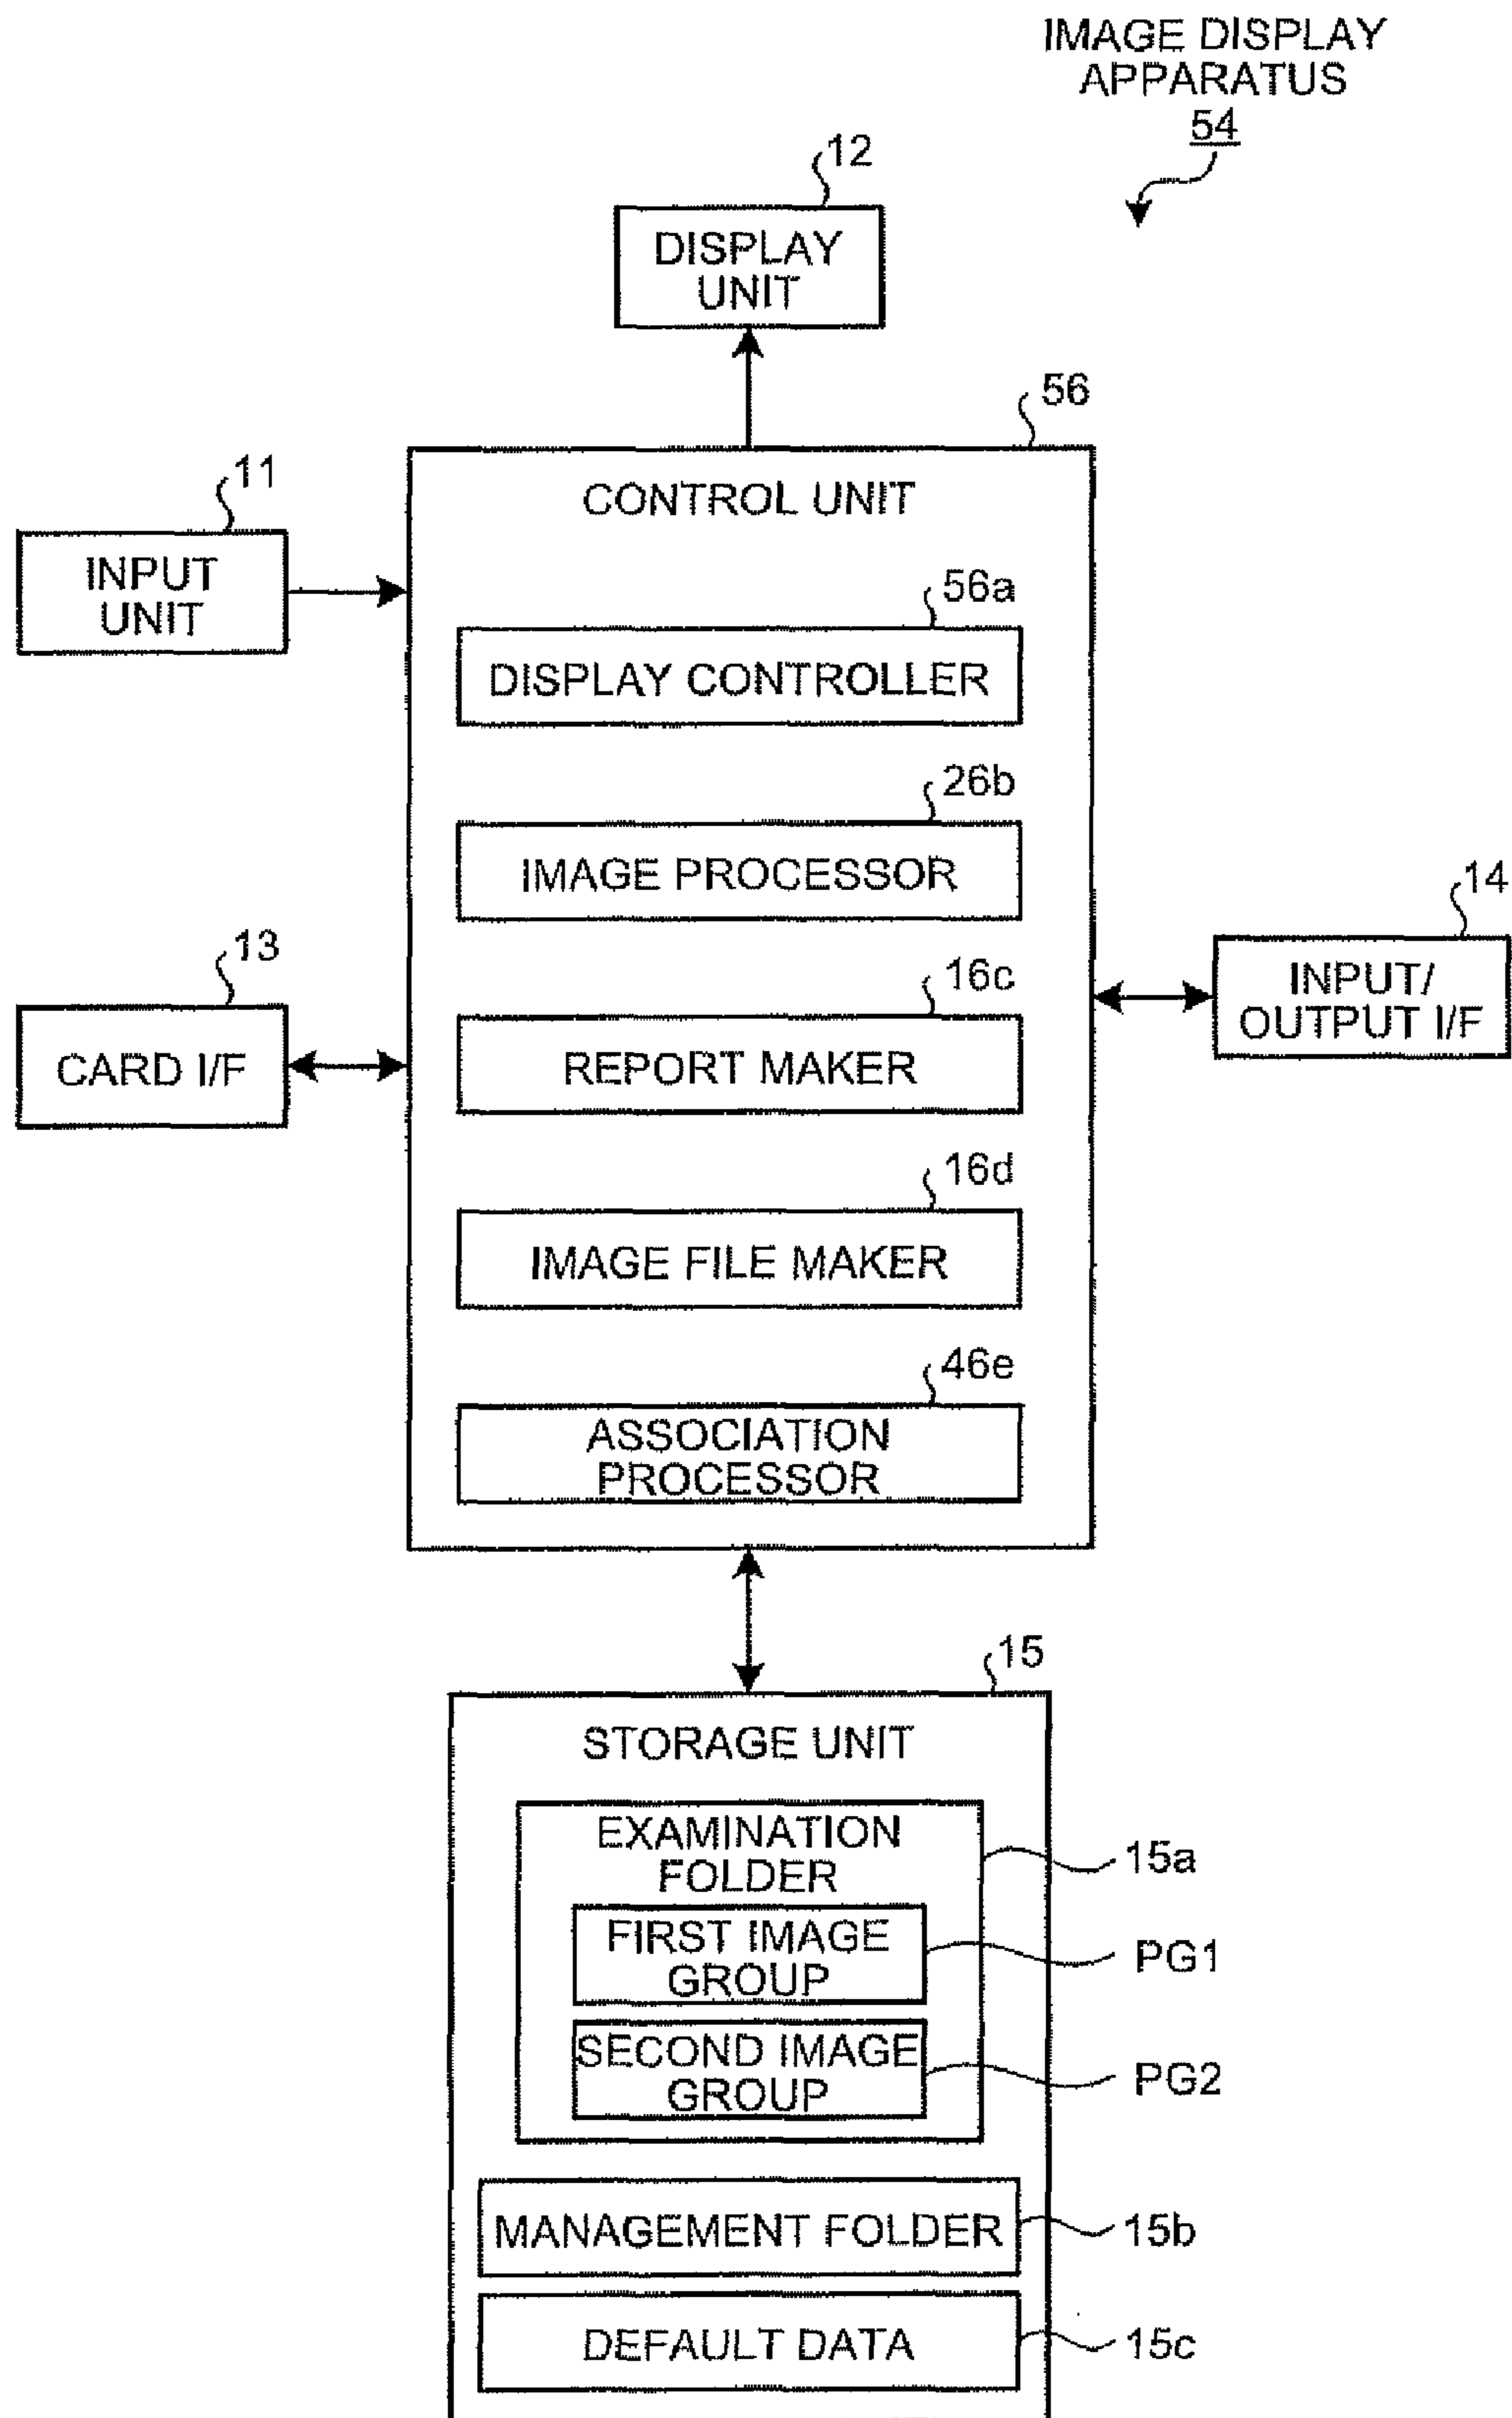 IMAGE DISPLAY
APPARATUS
54
12
DISPLAY
UNIT
56
CONTROL UNIT
11
INPUT
UNIT
56a
DISPLAY CONTROLLER
26b
IMAGE PROCESSOR
14
INPUT/
OUTPUT I/F
13
CARD I/F
16c
REPORT MAKER
16d
IMAGE FILE MAKER
46e
ASSOCIATION
PROCESSOR
15
STORAGE UNIT
EXAMINATION
FOLDER
15a
FIRST IMAGE
GROUP
PG1
SECOND IMAGE
GROUP
PG2
MANAGEMENT FOLDER
15b
DEFAULT DATA
15c